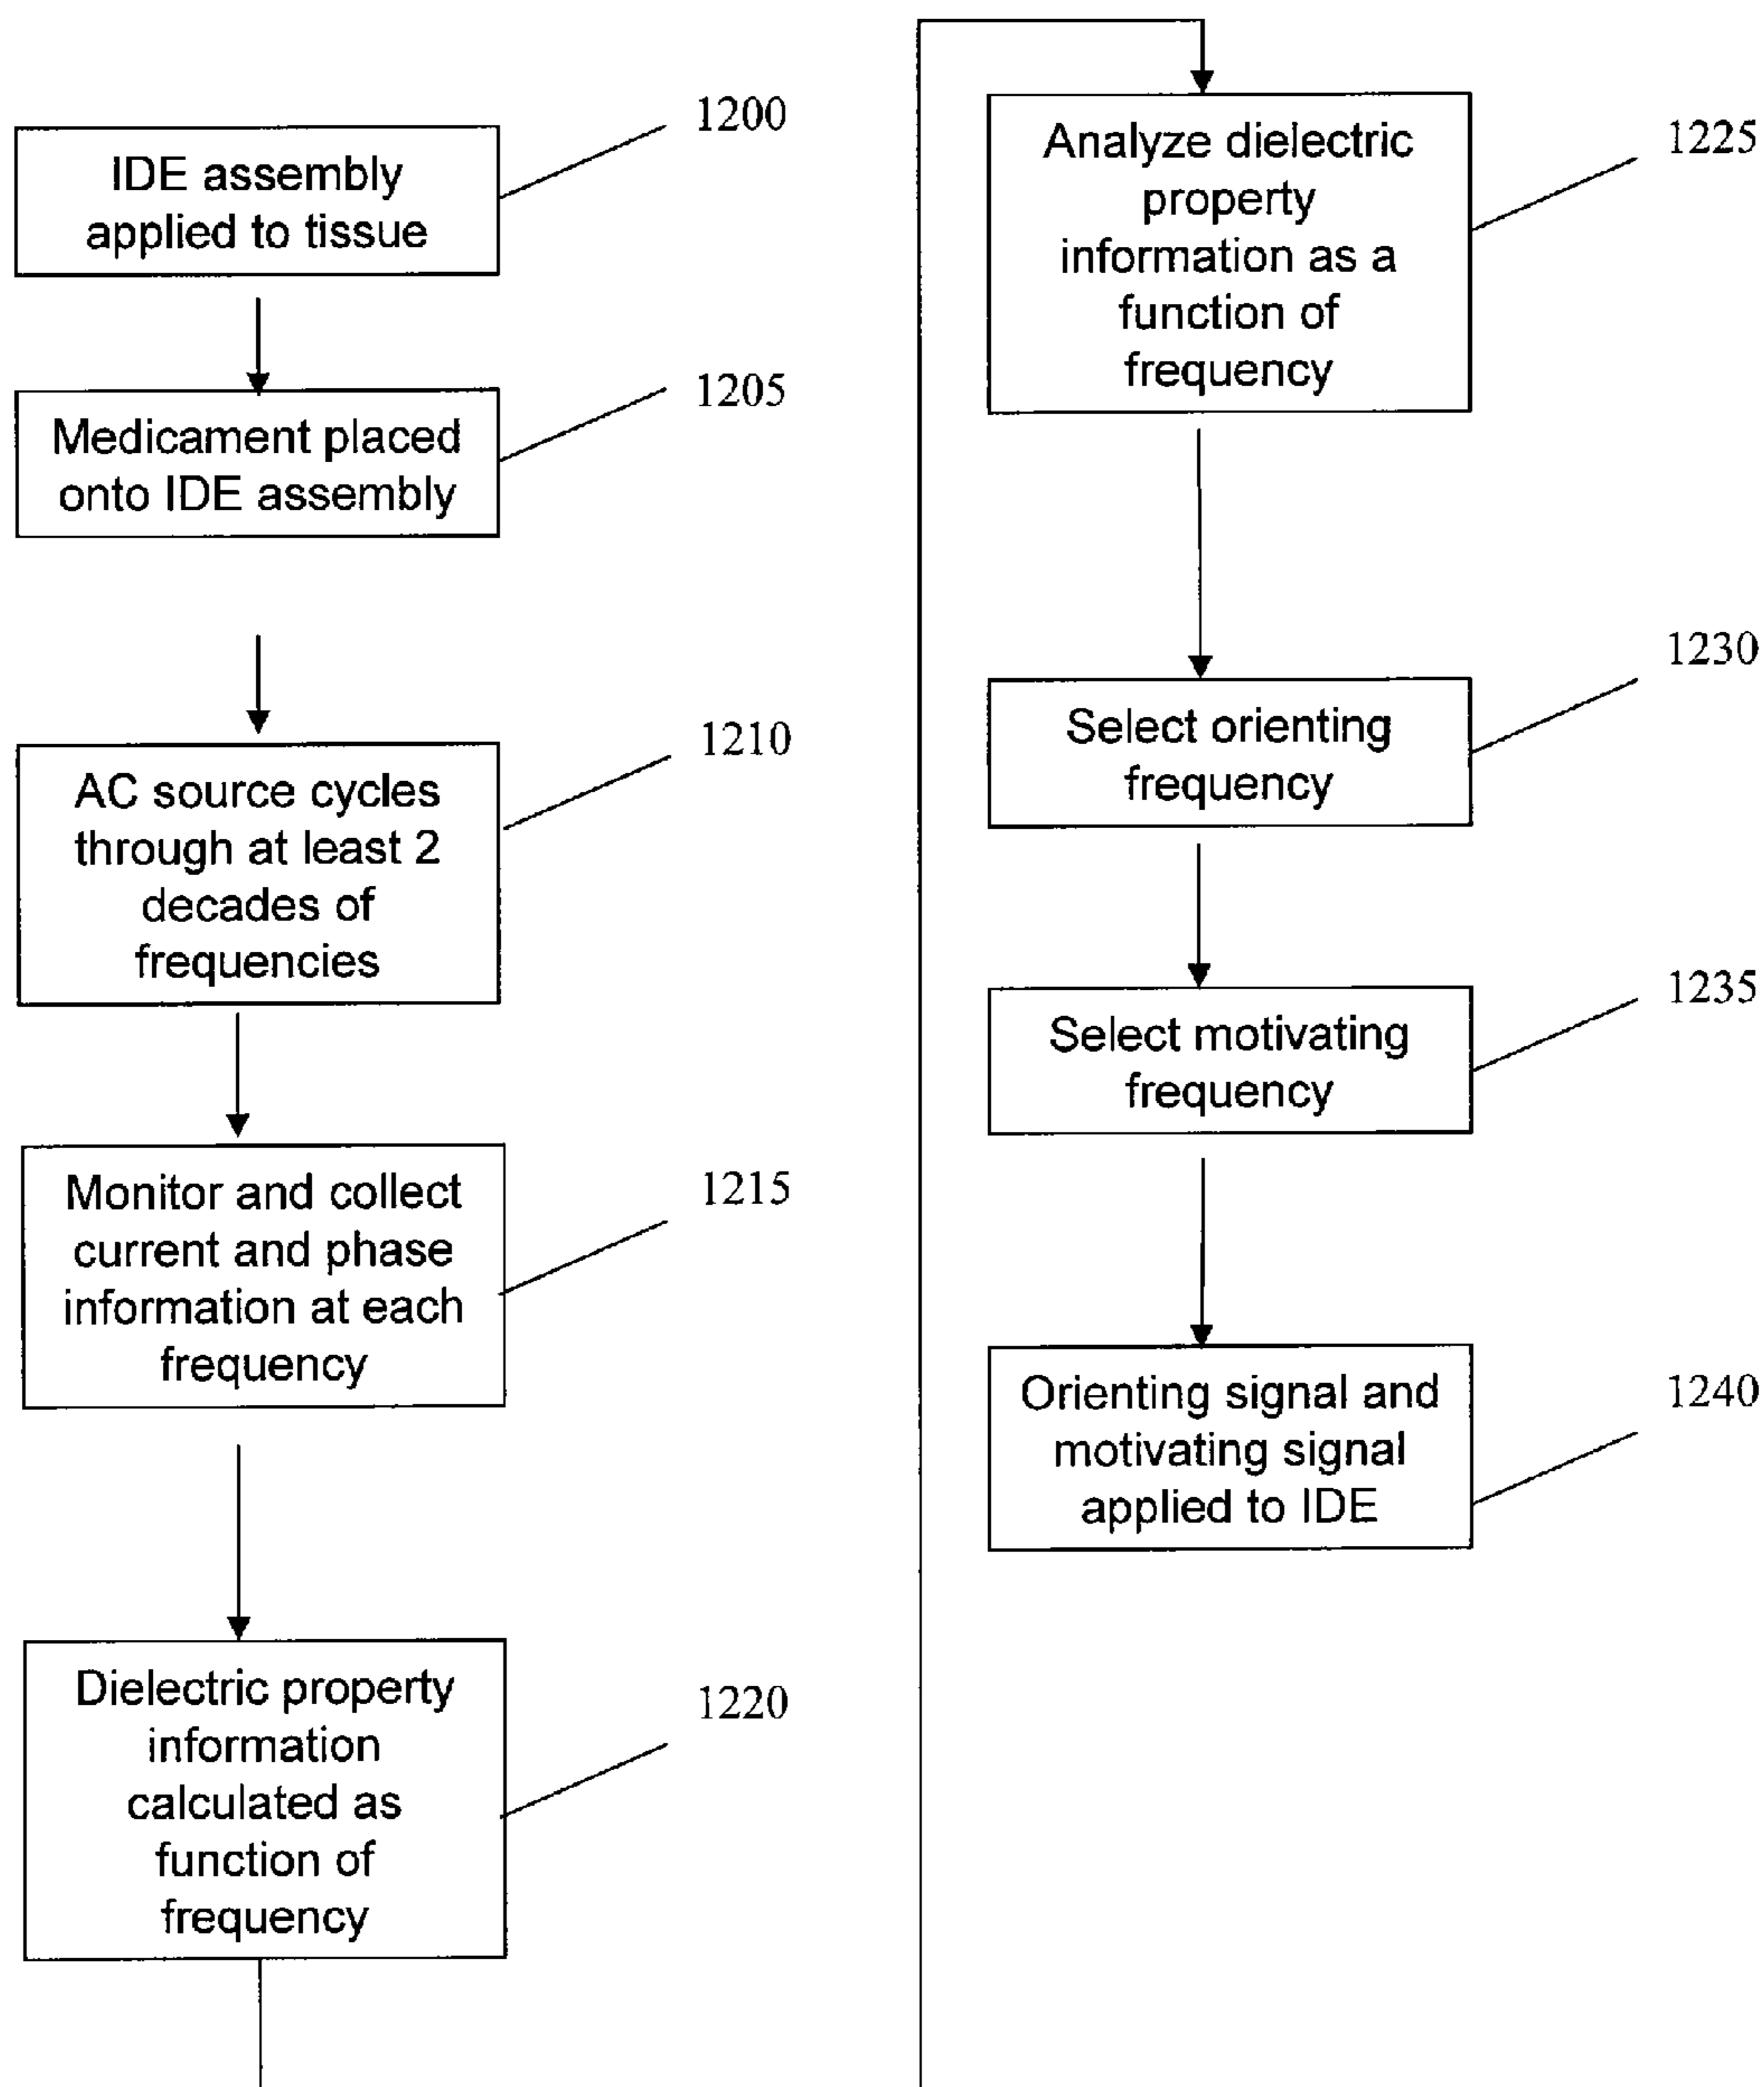 1200
IDE assembly
applied to tissue
1205
Medicament placed
onto IDE assembly
1210
AC source cycles
through at least 2
decades of
frequencies
1215
Monitor and collect
current and phase
information at each
frequency
1220
Dielectric property
information
calculated as
function of
frequency
1225
Analyze dielectric
property
information as a
function of
frequency
1230
Select orienting
frequency
1235
Select motivating
frequency
1240
Orienting signal and
motivating signal
applied to IDE